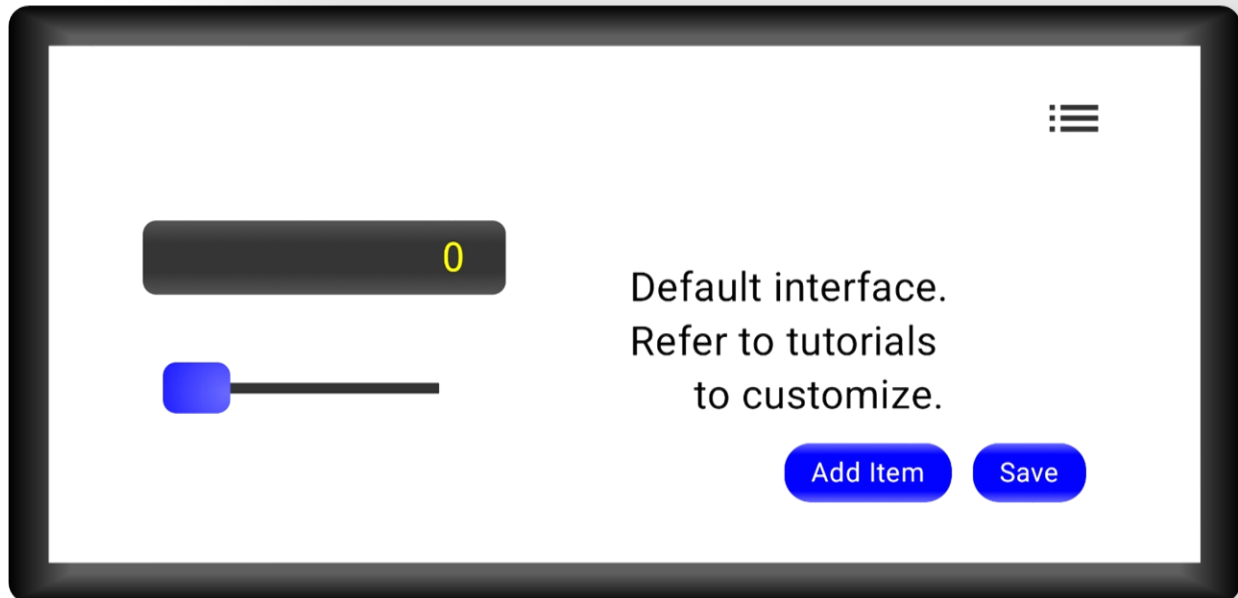 0
Default interface.
Refer to tutorials
to customize.
Add Item
Save